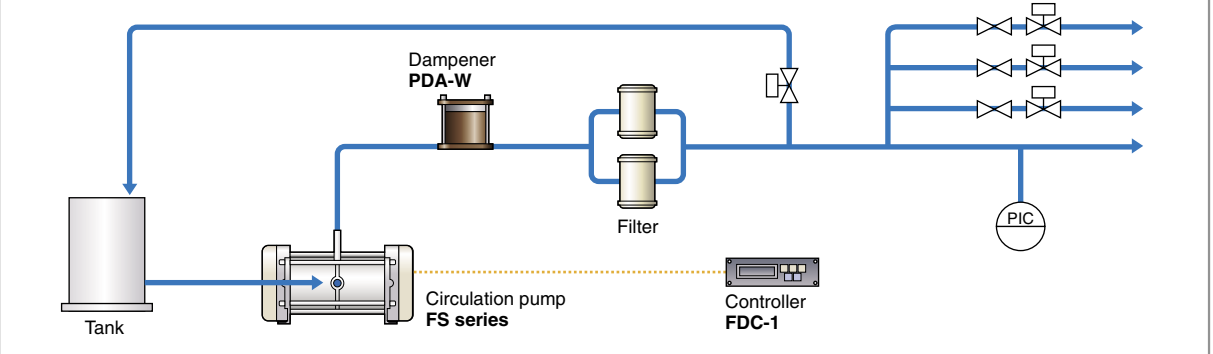 Dampener
PDA-W
Filter
PIC
Tank
Circulation pump
FS series
Controller
FDC-1